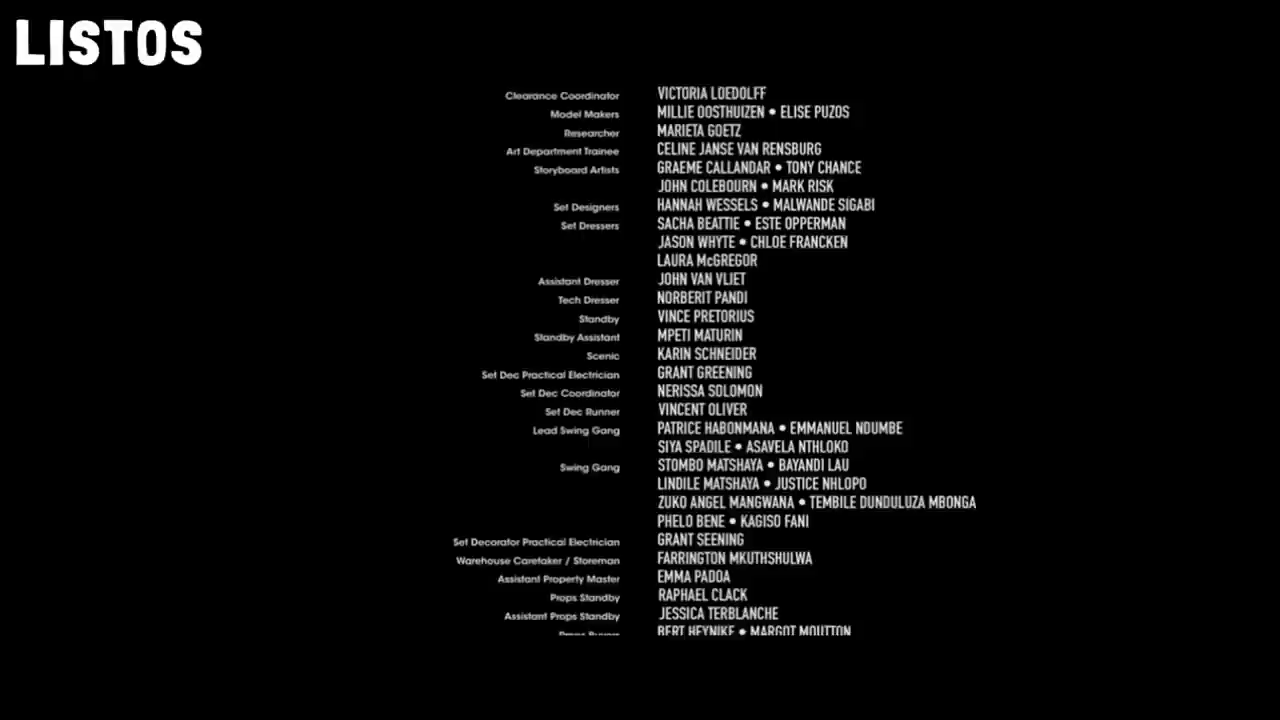 LISTOS
Clearance Coordinator VICTORIA LOEDOLFF
Model Makers MILLIE OOSTHUIZEN • ELISE PUZOS
Researcher MARIETA GOETZ
Art Department Trainee CELINE JANSE VAN RENSBURG
Storyboard Artists GRAEME CALLANDAR • TONY CHANCE
JOHN COLEBOURN • MARK RISK
Set Designers HANNAH WESSELS • MALWANDE SIGABI
Set Dressers SACHA BEATTIE • ESTE OPPERMAN
JASON WHYTE • CHLOE FRANCKEN
LAURA McGREGOR
Assistant Dresser JOHN VAN VLIET
Tech Dresser NORBERIT PANDI
Standby VINCE PRETORIUS
Standby Assistant MPETI MATURIN
Scenic KARIN SCHNEIDER
Set Dec Practical Electrician GRANT GREENING
Set Dec Coordinator NERISSA SOLOMON
Set Dec Runner VINCENT OLIVER
Lead Swing Gang PATRICE HABONMANA • EMMANUEL NDUMBE
SIYA SPADILE • ASAVELA NTHLOKO
Swing Gang STOMBO MATSHAYA • BAYANDI LAU
LINDILE MATSHAYA • JUSTICE NHLOPO
ZUKO ANGEL MANGWANA • TEMBILE DUNDULUZA MBONGA
PHELO BENE • KAGISO FANI
Set Decorator Practical Electrician GRANT SEENING
Warehouse Caretaker / Storeman FARRINGTON MKUTHSHULWA
Assistant Property Master EMMA PADOA
Props Standby RAPHAEL CLACK
Assistant Props Standby JESSICA TERBLANCHE
BERT HEYNIKE • MARGOT MOUTTON